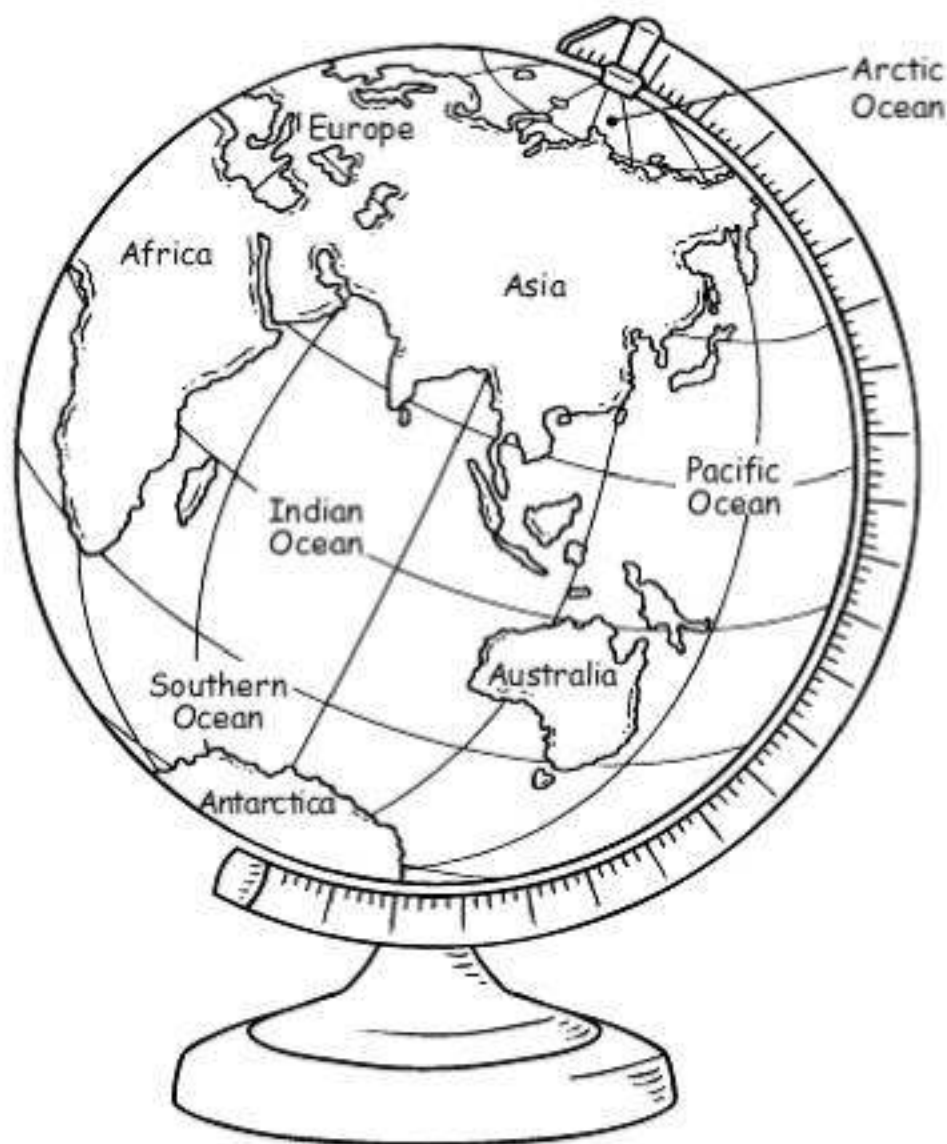 Arctic
Ocean
Europe
Africa
Asia
Pacific
Ocean
Indian
Ocean
Australia
Southern
Ocean
Antarctica